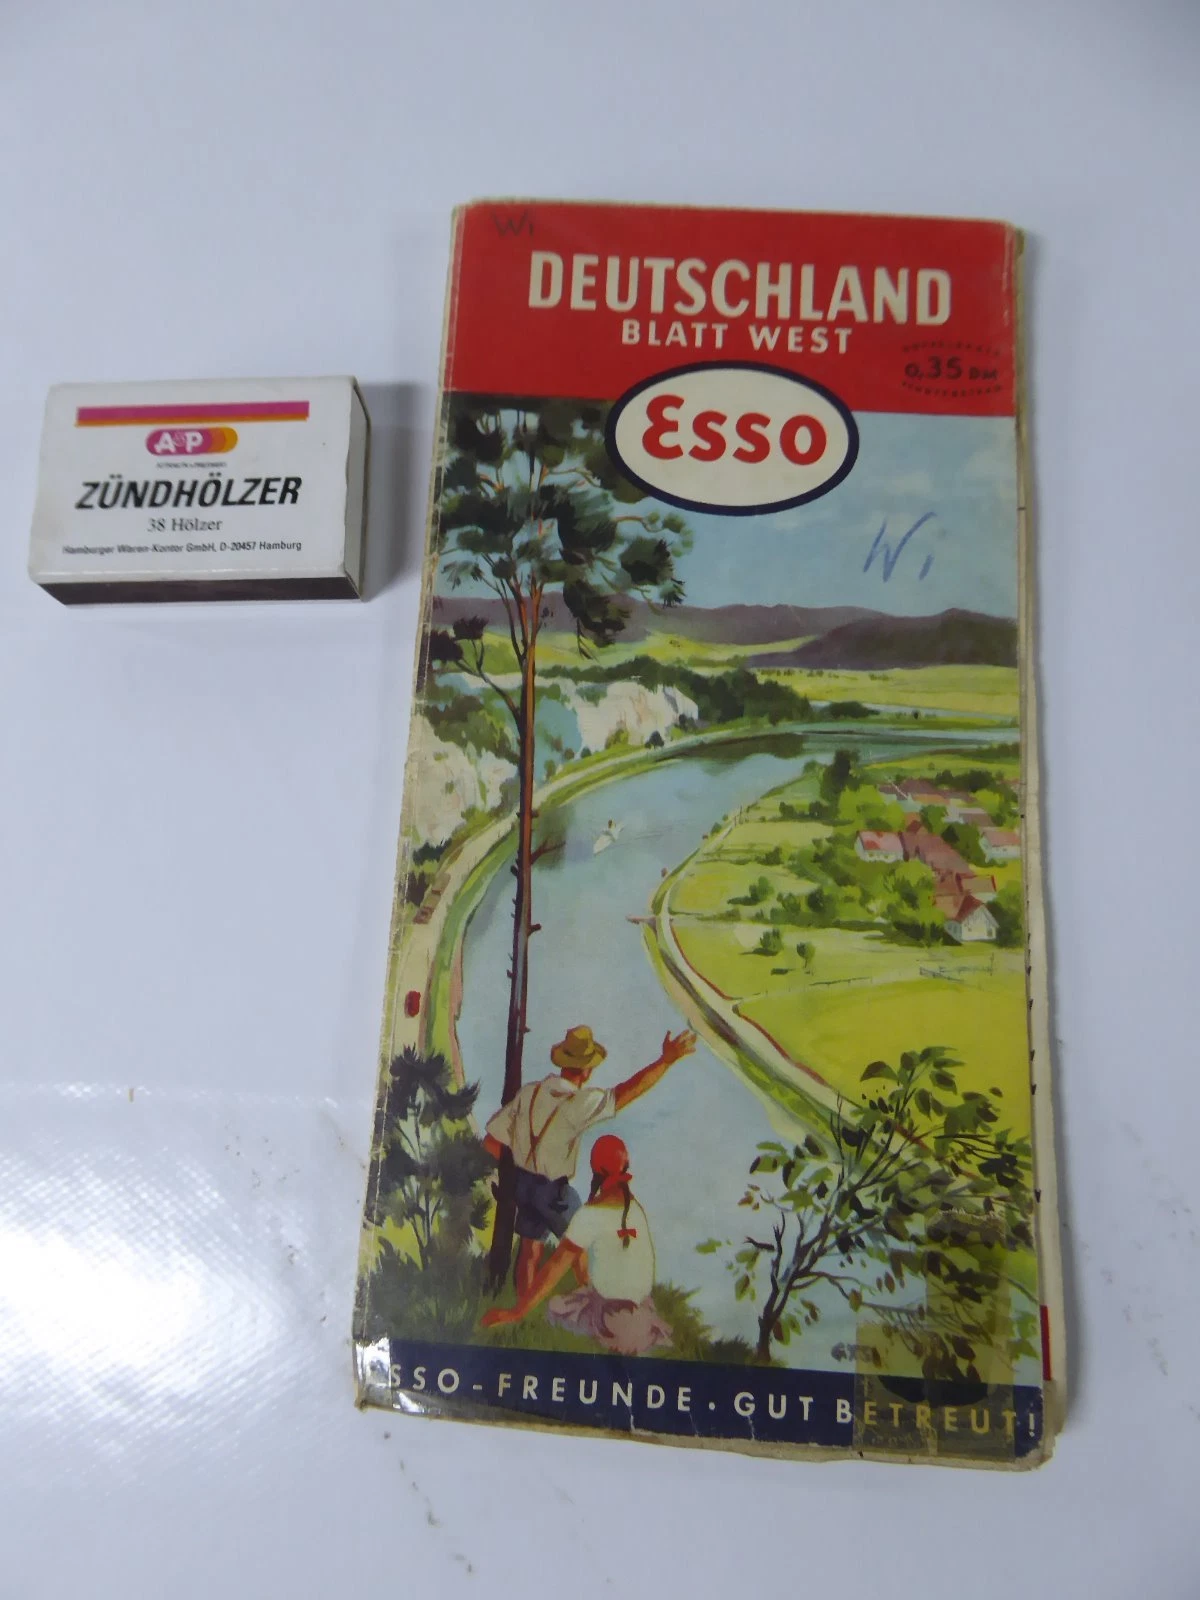 Wi
DEUTSCHLAND
BLATT WEST
0,35 DM
Esso
Wi
A&P
ZÜNDHÖLZER
38 Hölzer
Hamburger Waren-Kontor GmbH, D-20457 Hamburg
ESSO-FREUNDE · GUT BETREUT!